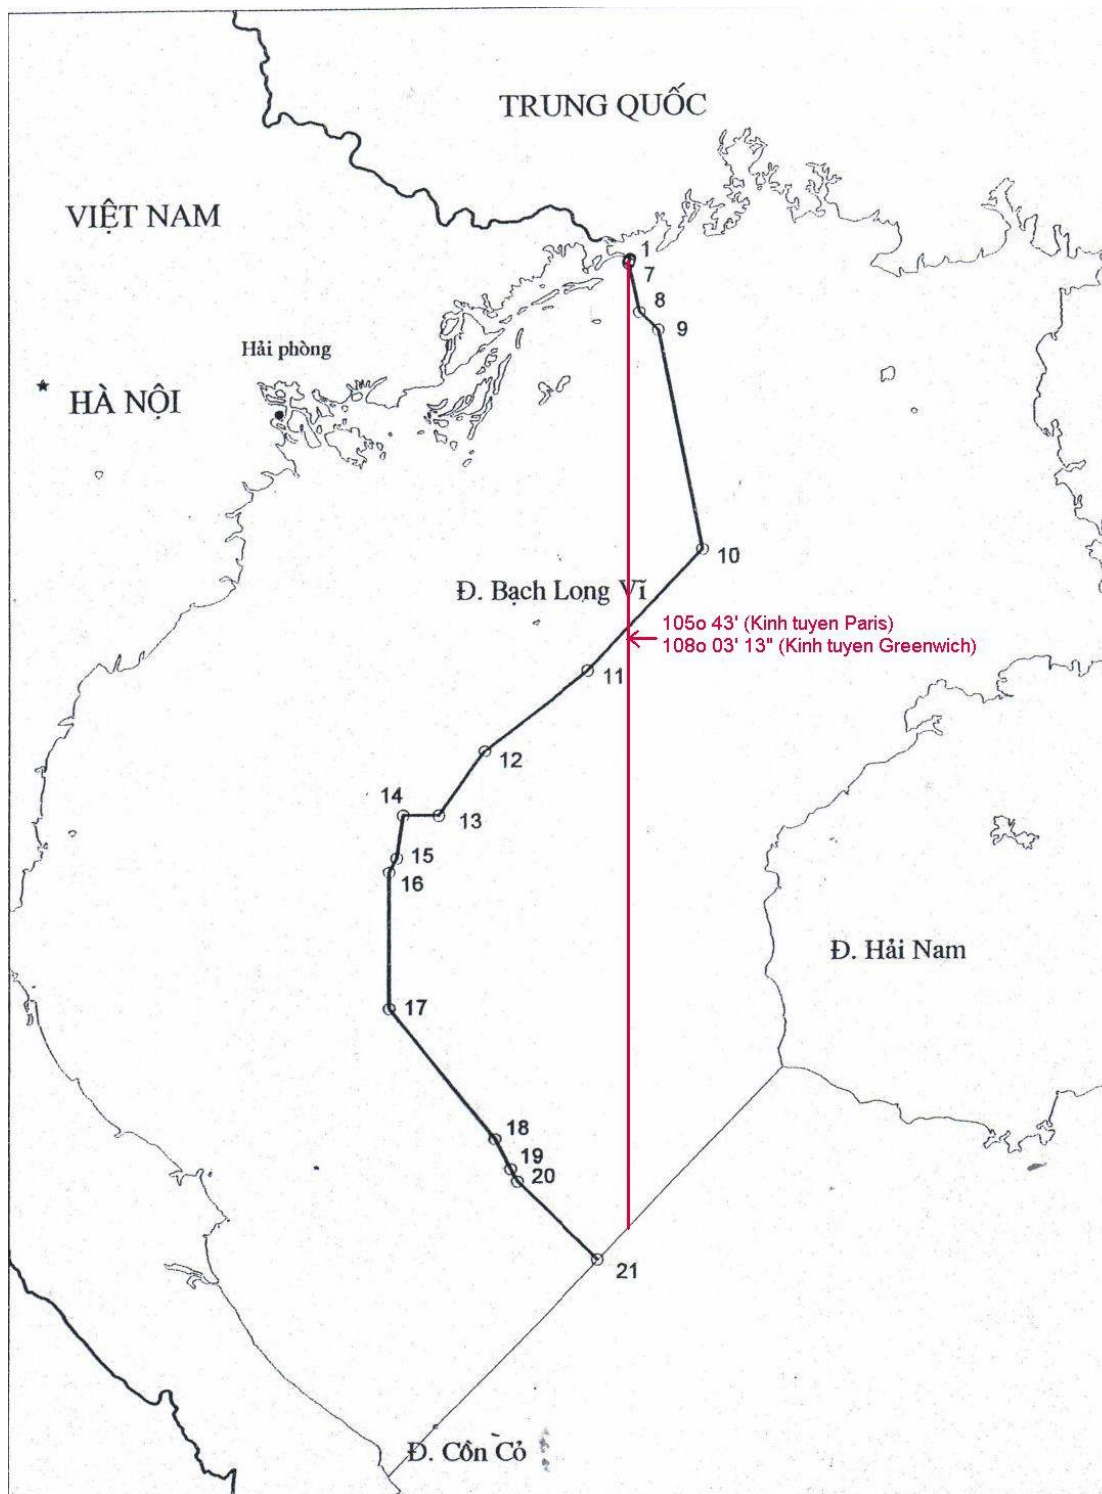 TRUNG QUỐC
VIỆT NAM
1
7
8
9
Hải phòng
HÀ NỘI
10
Đ. Bạch Long Vĩ
105o 43' (Kinh tuyen Paris)
108o 03' 13" (Kinh tuyen Greenwich)
11
12
14
13
15
16
Đ. Hải Nam
17
18
19
20
21
Đ. Cồn Cỏ